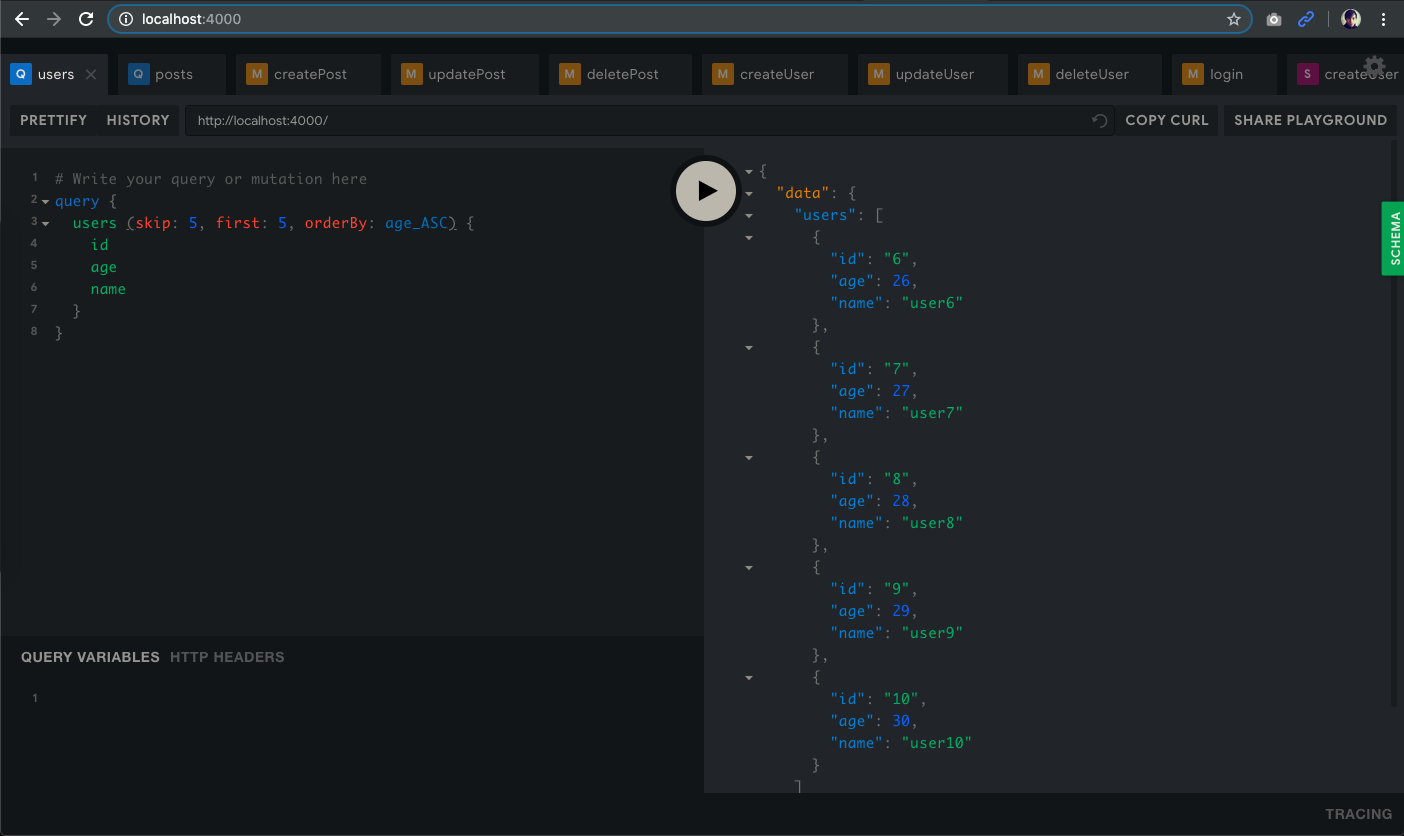 localhost:4000
Q users Q posts M createPost M updatePost M deletePost M createUser M updateUser M deleteUser M login S createUser
PRETTIFY HISTORY http://localhost:4000/ COPY CURL SHARE PLAYGROUND
1 # Write your query or mutation here
2 query {
3 users (skip: 5, first: 5, orderBy: age_ASC) {
4 id
5 age
6 name
7 }
8 }
QUERY VARIABLES HTTP HEADERS
1
{
"data": {
"users": [
{
"id": "6",
"age": 26,
"name": "user6"
},
{
"id": "7",
"age": 27,
"name": "user7"
},
{
"id": "8",
"age": 28,
"name": "user8"
},
{
"id": "9",
"age": 29,
"name": "user9"
},
{
"id": "10",
"age": 30,
"name": "user10"
}
]
SCHEMA
TRACING